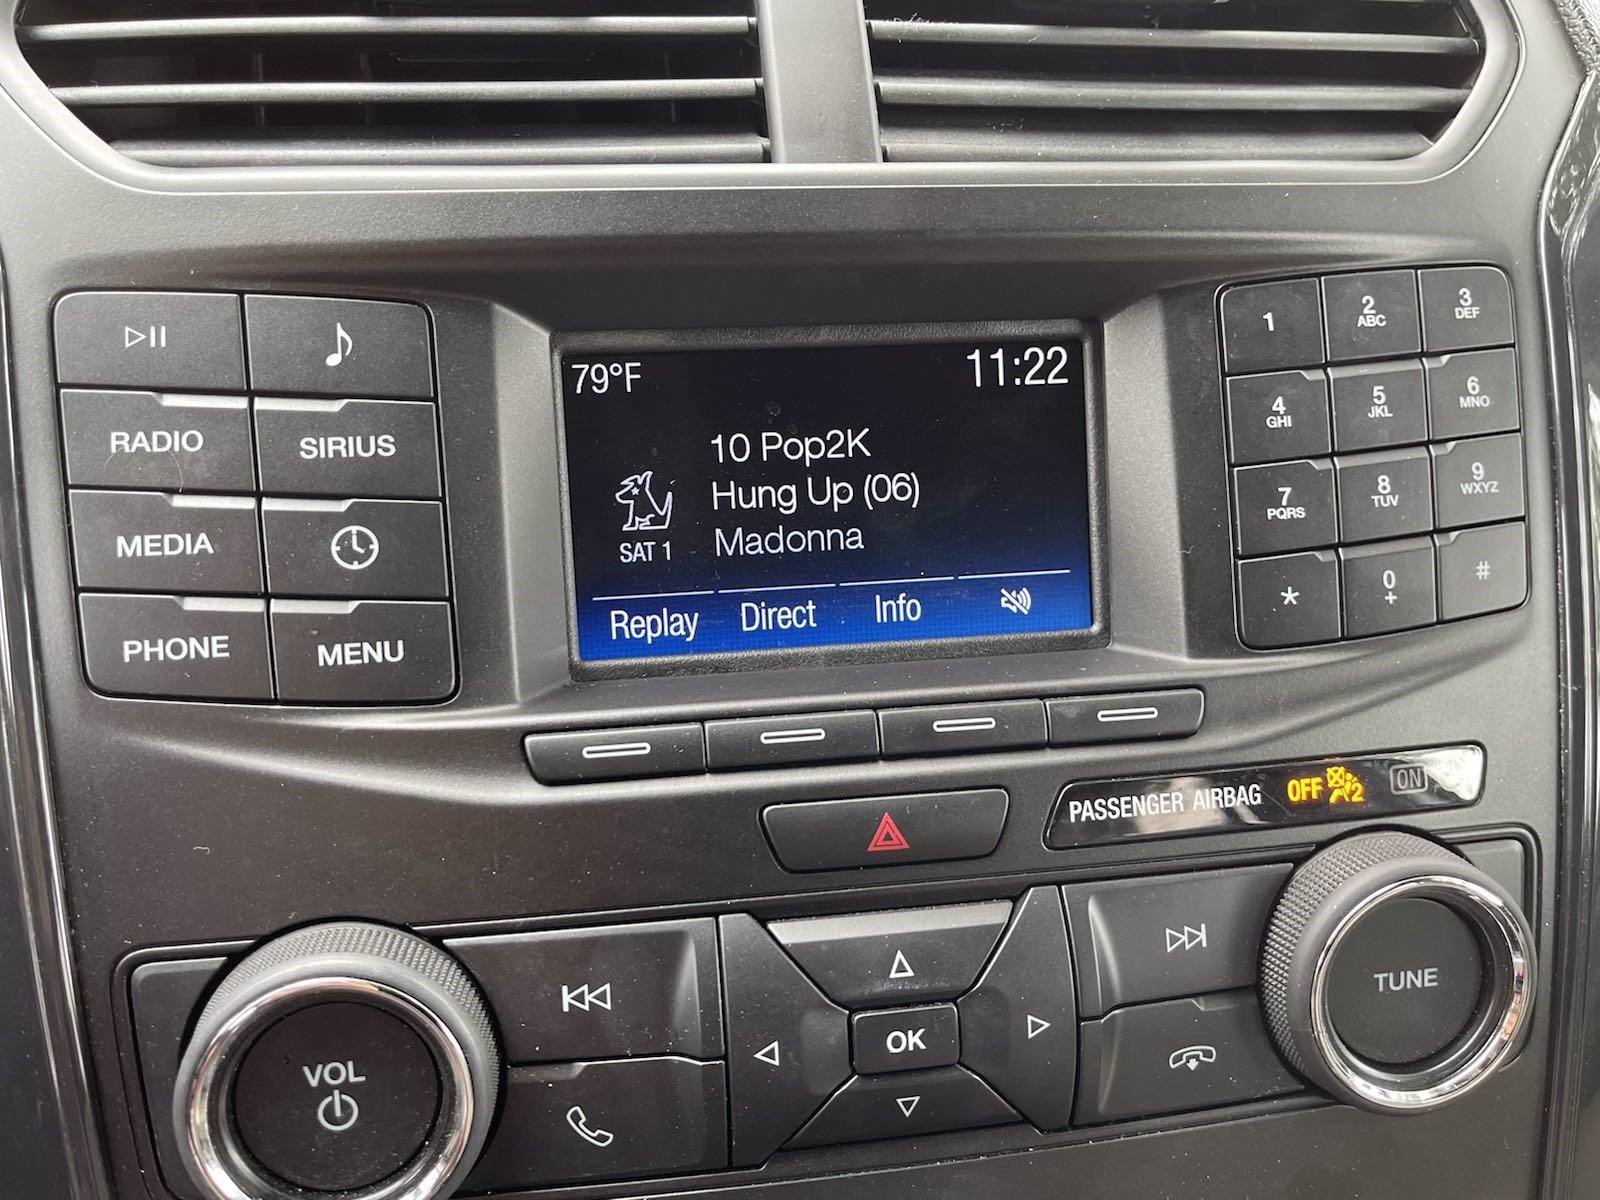 79°F
11:22
10 Pop2K
Hung Up (06)
Madonna
SAT 1
Replay Direct Info
RADIO
SIRIUS
MEDIA
PHONE
MENU
1
2
ABC
3
DEF
4
GHI
5
JKL
6
MNO
7
PQRS
8
TUV
9
WXYZ
*
0
+
#
PASSENGER AIRBAG OFF 2 ON
VOL
OK
TUNE